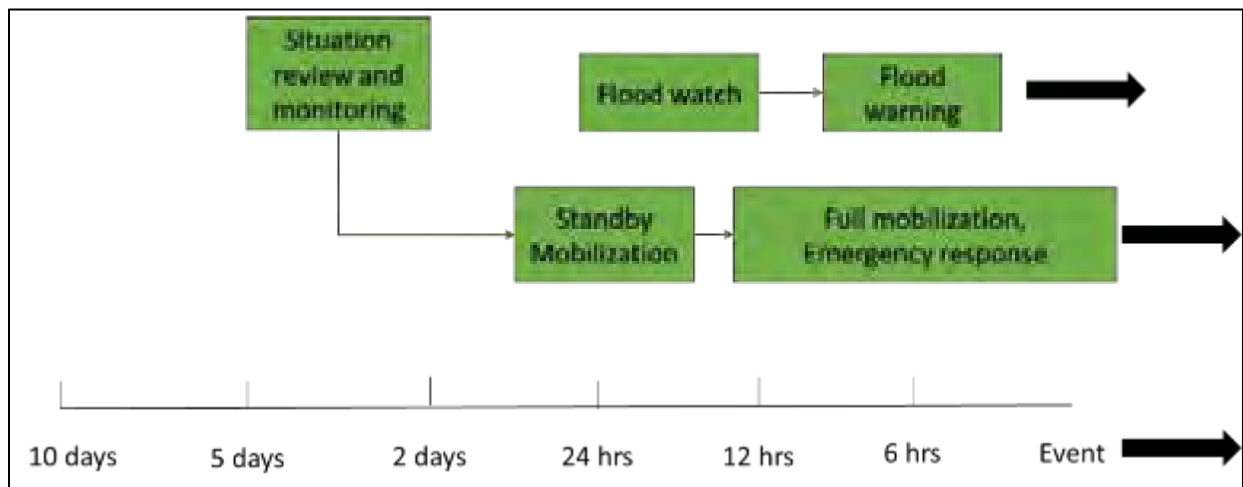 Situation
review and
monitoring
Flood watch
Flood
warning
Standby
Mobilization
Full mobilization,
Emergency response
10 days
5 days
2 days
24 hrs
12 hrs
6 hrs
Event